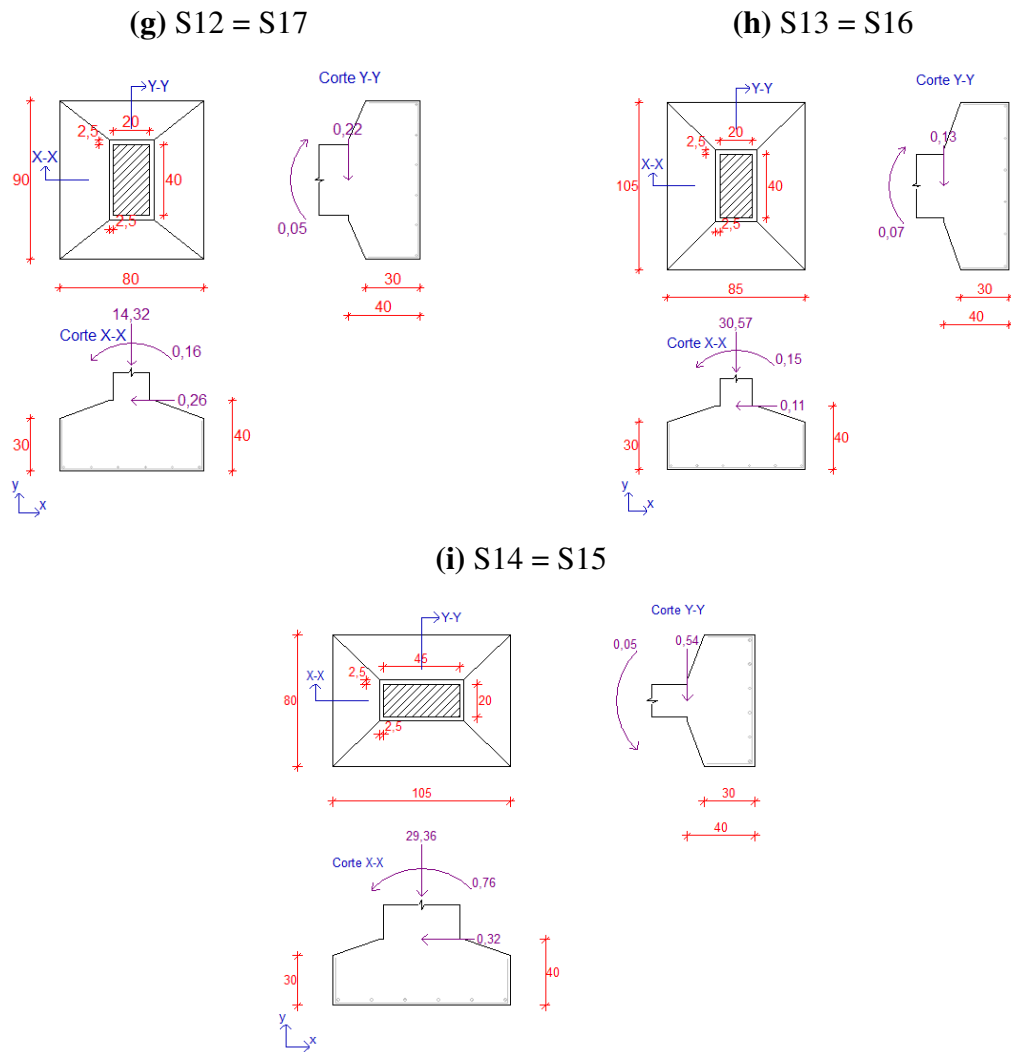 (g) S12 = S17
Y-Y
20
2,5
X-X
90
40
2,5
80
Corte Y-Y
0,22
0,05
30
40
14,32
Corte X-X
0,16
0,26
30
40
y
x
(h) S13 = S16
Y-Y
20
2,5
X-X
105
40
2,5
85
Corte Y-Y
0,13
0,07
30
40
30,57
Corte X-X
0,15
0,11
30
40
y
x
(i) S14 = S15
Y-Y
45
2,5
X-X
80
20
2,5
105
Corte Y-Y
0,05
0,54
30
40
29,36
Corte X-X
0,76
0,32
30
40
y
x